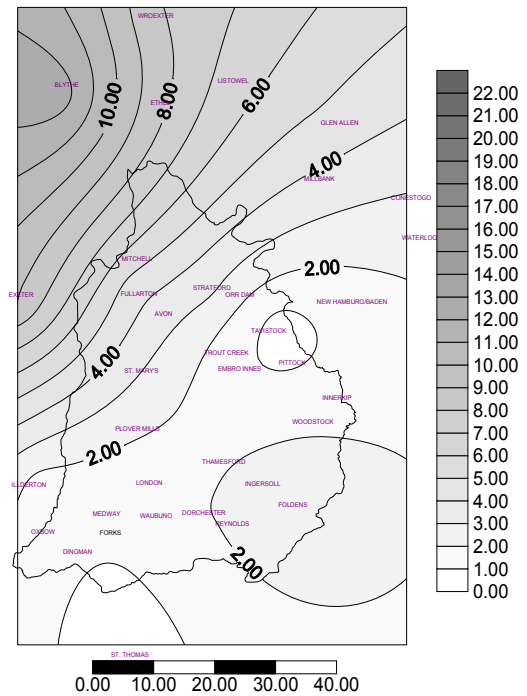 WROEXTER
BLYTHE
LISTOWEL
10.00
ETHEL
8.00
6.00
GLEN ALLEN
4.00
MILLBANK
CONESTOGO
WATERLOO
MITCHELL
2.00
EXETER
FULLARTON
STRATFORD
ORR DAM
NEW HAMBURG/BADEN
AVON
TAVISTOCK
TROUT CREEK
4.00
PITTOCK
ST. MARY'S
EMBRO INNES
INNERKIP
WOODSTOCK
PLOVER MILLS
2.00
THAMESFORD
ILLDERTON
LONDON
INGERSOLL
FOLDENS
MEDWAY
WAUBUNO
DORCHESTER
REYNOLDS
OXBOW
FORKS
DINGMAN
2.00
ST. THOMAS
0.00 10.00 20.00 30.00 40.00
22.00
21.00
20.00
19.00
18.00
17.00
16.00
15.00
14.00
13.00
12.00
11.00
10.00
9.00
8.00
7.00
6.00
5.00
4.00
3.00
2.00
1.00
0.00